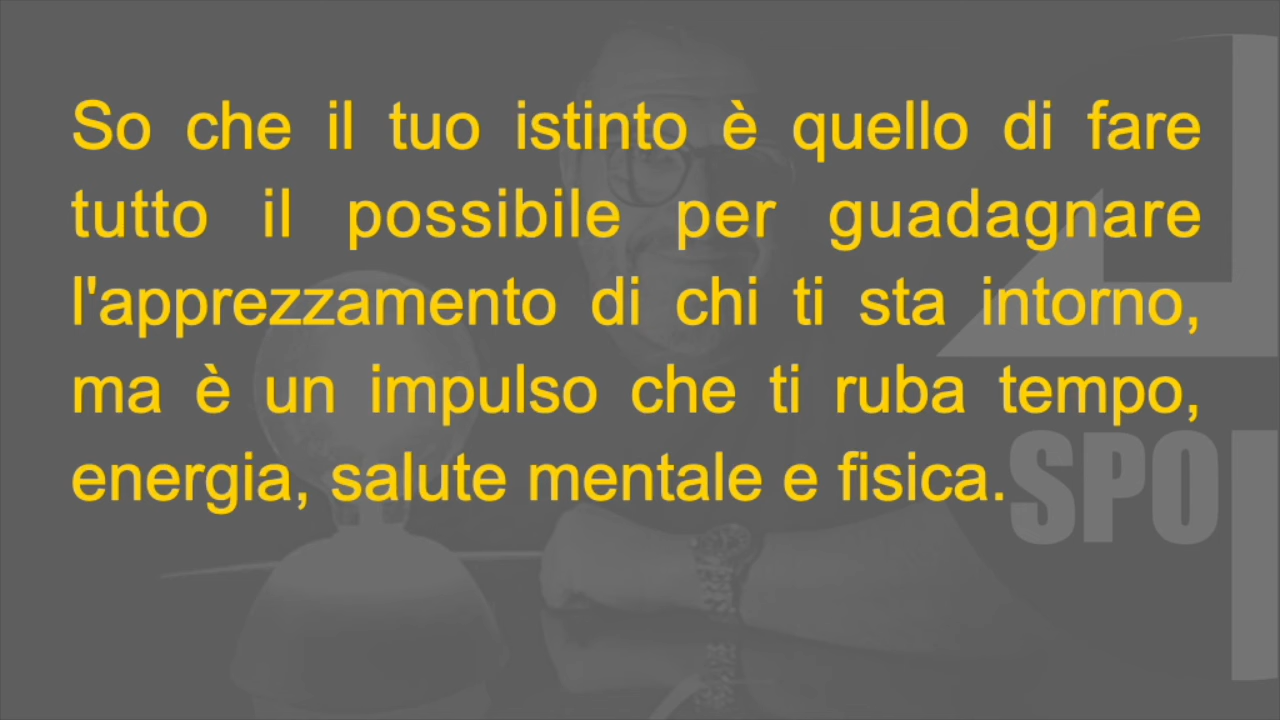 So che il tuo istinto è quello di fare
tutto il possibile per guadagnare
l'apprezzamento di chi ti sta intorno,
ma è un impulso che ti ruba tempo,
energia, salute mentale e fisica.
SPO